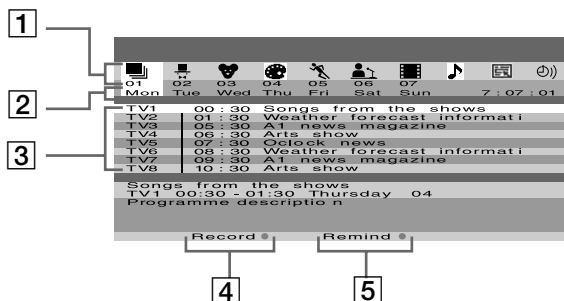 1
01 02 03 04 05 06 07
2
Mon Tue Wed Thu Fri Sat Sun 7:07:01
3
TV1 00:30 Songs from the shows
TV2 01:30 Weather forecast informati
TV3 05:30 A1 news magazine
TV4 06:30 Arts show
TV5 07:30 Oclock news
TV6 08:30 Weather forecast informati
TV7 09:30 A1 news magazine
TV8 10:30 Arts show
Songs from the shows
TV1 00:30 - 01:30 Thursday 04
Programme descriptio n
Record Remind
4 5